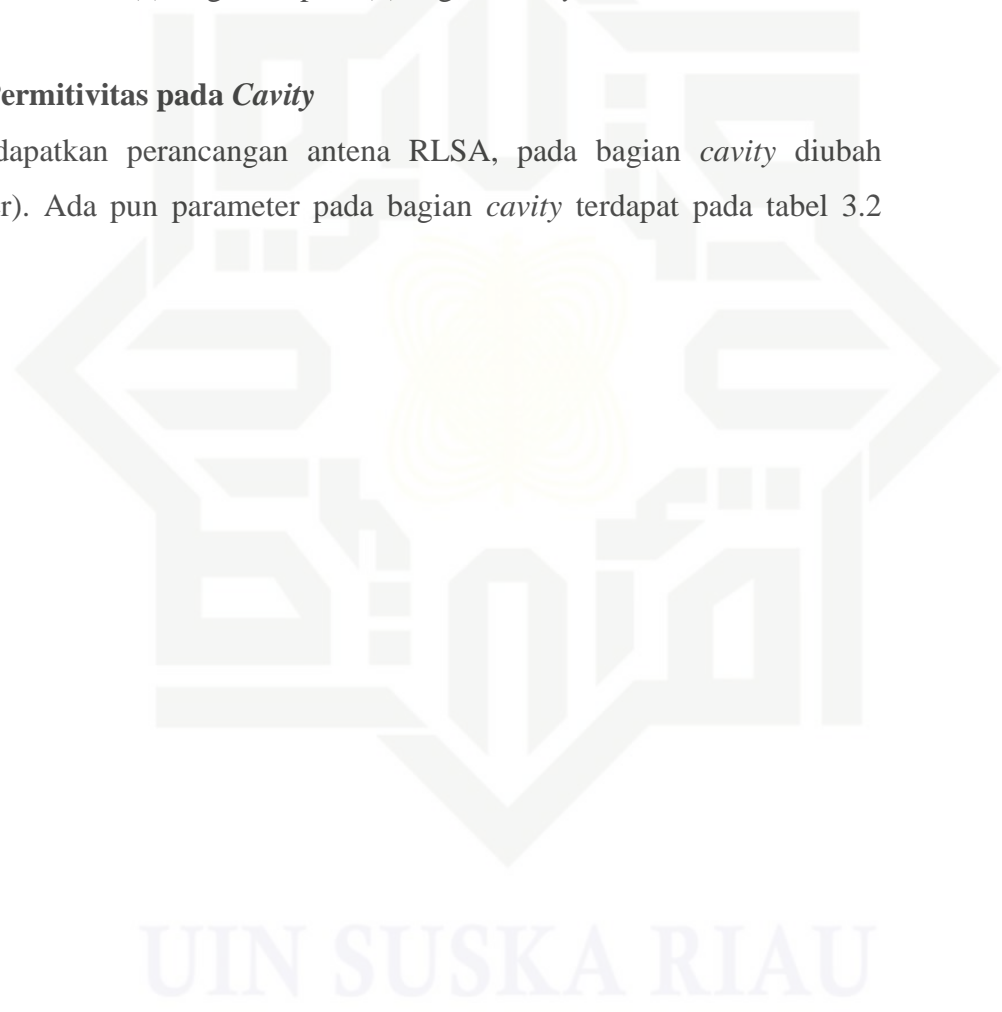 Permitivitas pada Cavity
dapatkan perancangan antena RLSA, pada bagian cavity diubah
r). Ada pun parameter pada bagian cavity terdapat pada tabel 3.2
UIN SUSKA RIAU